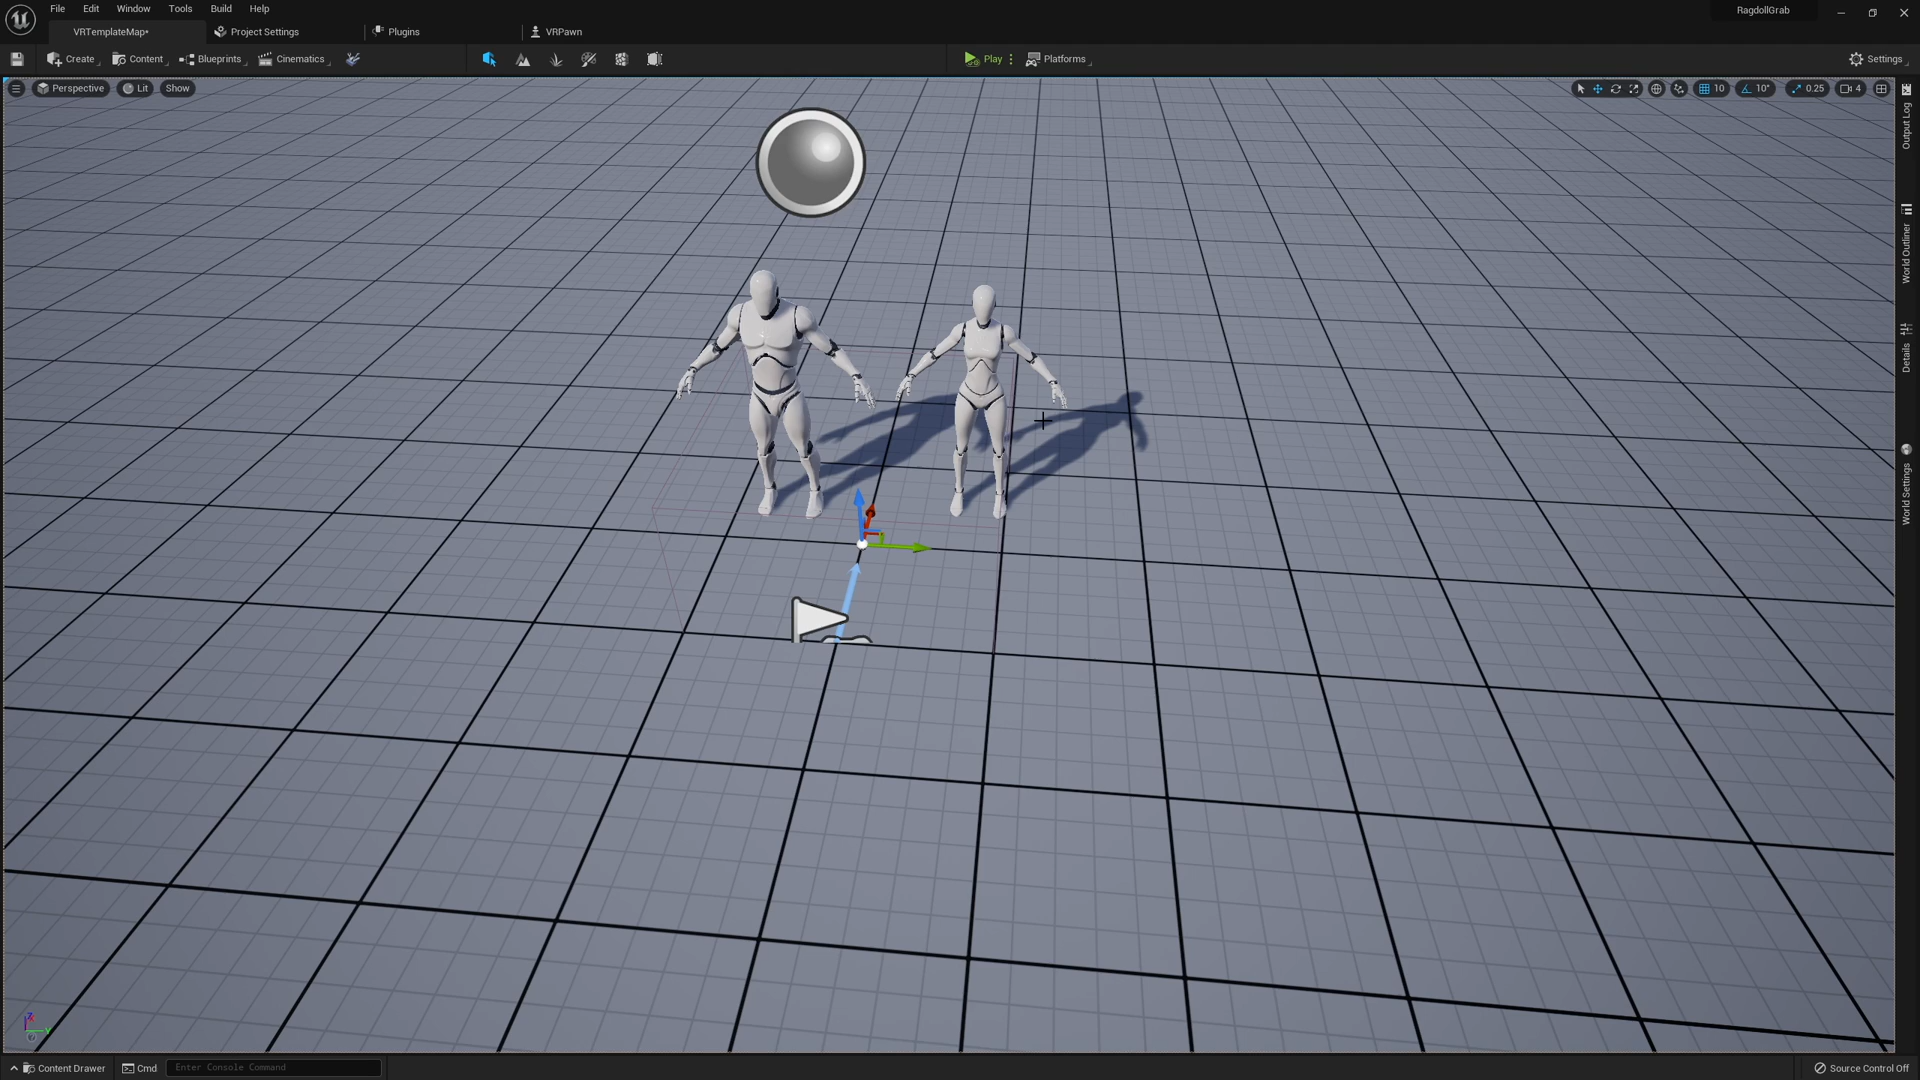 File Edit Window Tools Build Help
RagdollGrab
VRTemplateMap* Project Settings Plugins VRPawn
Create Content Blueprints Cinematics Play Platforms Settings
Perspective Lit Show 10 10° 0.25 4
Output Log
World Outliner
Details
World Settings
Z
Y
Content Drawer Cmd Enter Console Command Source Control Off